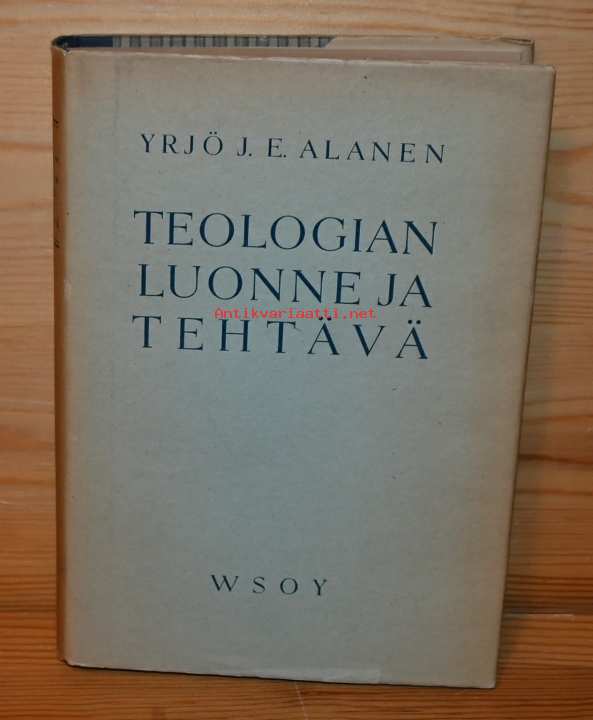 YRJÖ J. E. ALANEN
TEOLOGIAN
LUONNE JA
Antikvariaatti.net
TEHTÄVÄ
WSOY